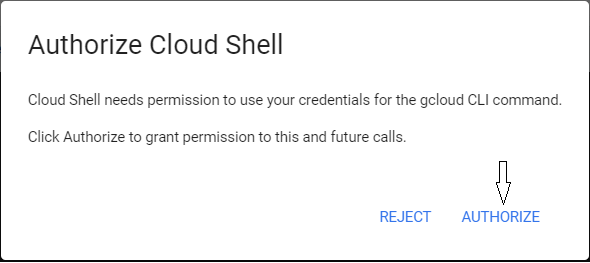 Authorize Cloud Shell
Cloud Shell needs permission to use your credentials for the gcloud CLI command.
Click Authorize to grant permission to this and future calls.
REJECT AUTHORIZE